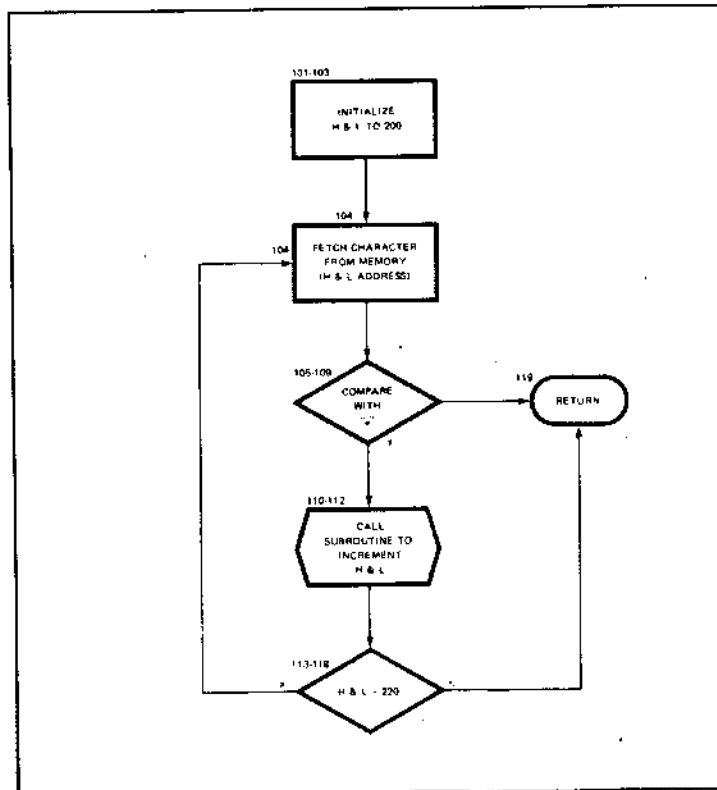 101-103
INITIALIZE
H & L TO 200
104
104
FETCH CHARACTER
FROM MEMORY
(H & L ADDRESS)
105-109
COMPARE
WITH
119
RETURN
110-112
CALL
SUBROUTINE TO
INCREMENT
H & L
113-118
H & L - 220